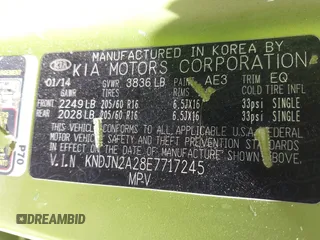 MANUFACTURED IN KOREA BY
KIA KIA MOTORS CORPORATION
01/14 GVWR 3836 LB PAINT AE3 TRIM EQ
GAWR TIRES RIMS COLD TIRE INFL
FRONT 2249 LB 205/60 R16 6.5JX16 33psi SINGLE
REAR 2028 LB 205/60 R16 6.5JX16 33psi SINGLE
THIS VEHICLE CONFORMS TO ALL APPLICABLE U.S. FEDERAL
MOTOR VEHICLE SAFETY, BUMPER, AND THEFT PREVENTION
STANDARDS IN EFFECT ON THE DATE OF MANUFACTURE
SHOWN ABOVE.
V.I.N KNDJN2A28E7717245
MPV
P70
DREAMBID